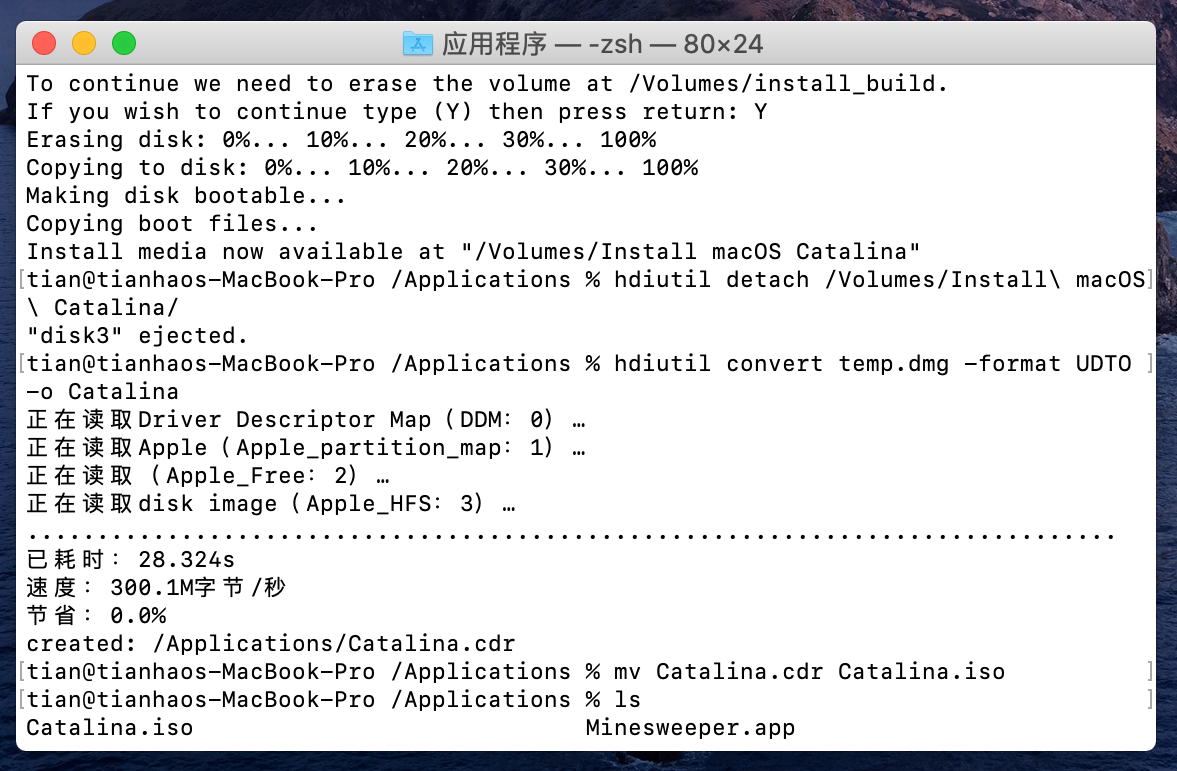 应用程序 — -zsh — 80×24
To continue we need to erase the volume at /Volumes/install_build.
If you wish to continue type (Y) then press return: Y
Erasing disk: 0%... 10%... 20%... 30%... 100%
Copying to disk: 0%... 10%... 20%... 30%... 100%
Making disk bootable...
Copying boot files...
Install media now available at "/Volumes/Install macOS Catalina"
[tian@tianhaos-MacBook-Pro /Applications % hdiutil detach /Volumes/Install\ macOS]
\ Catalina/
"disk3" ejected.
[tian@tianhaos-MacBook-Pro /Applications % hdiutil convert temp.dmg -format UDTO ]
-o Catalina
正在读取Driver Descriptor Map（DDM：0）…
正在读取Apple（Apple_partition_map：1）…
正在读取（Apple_Free：2）…
正在读取disk image（Apple_HFS：3）…
..............................................................................
已耗时：28.324s
速度：300.1M字节/秒
节省：0.0%
created: /Applications/Catalina.cdr
[tian@tianhaos-MacBook-Pro /Applications % mv Catalina.cdr Catalina.iso ]
[tian@tianhaos-MacBook-Pro /Applications % ls ]
Catalina.iso Minesweeper.app